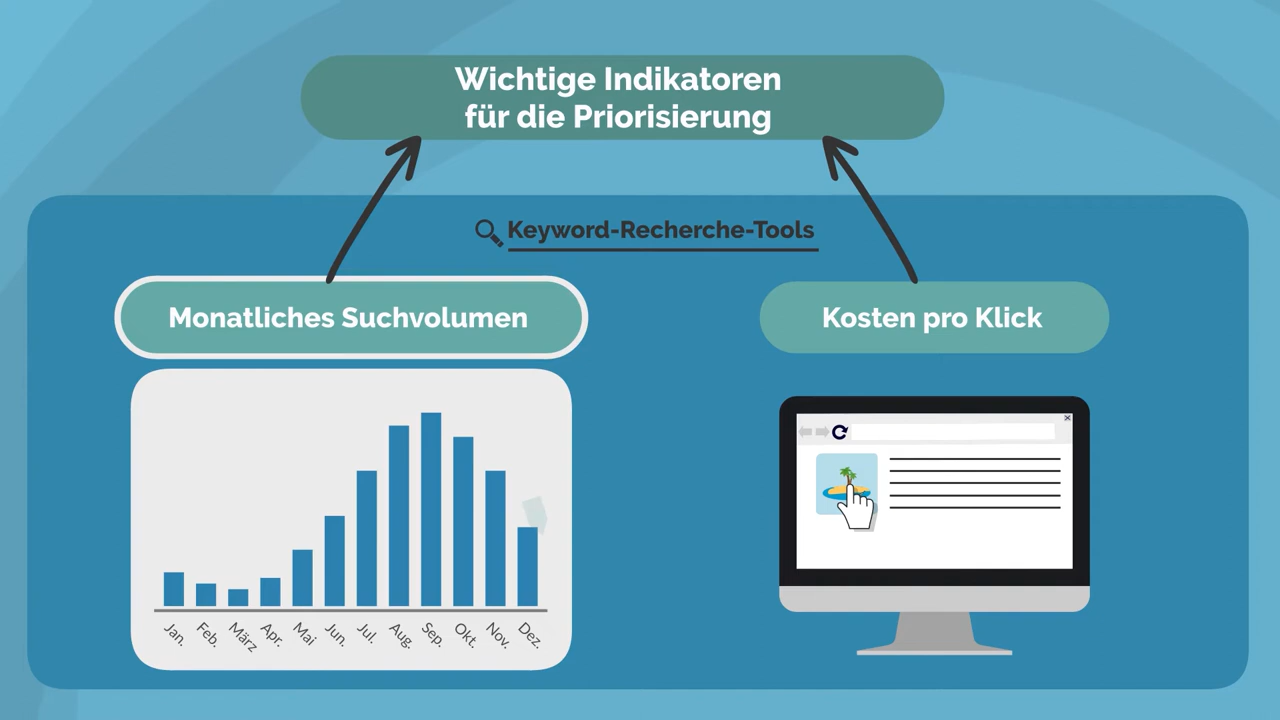 Wichtige Indikatoren
für die Priorisierung
Keyword-Recherche-Tools
Monatliches Suchvolumen
Kosten pro Klick
Jan.
Feb.
März
Apr.
Mai
Jun.
Jul.
Aug.
Sep.
Okt.
Nov.
Dez.